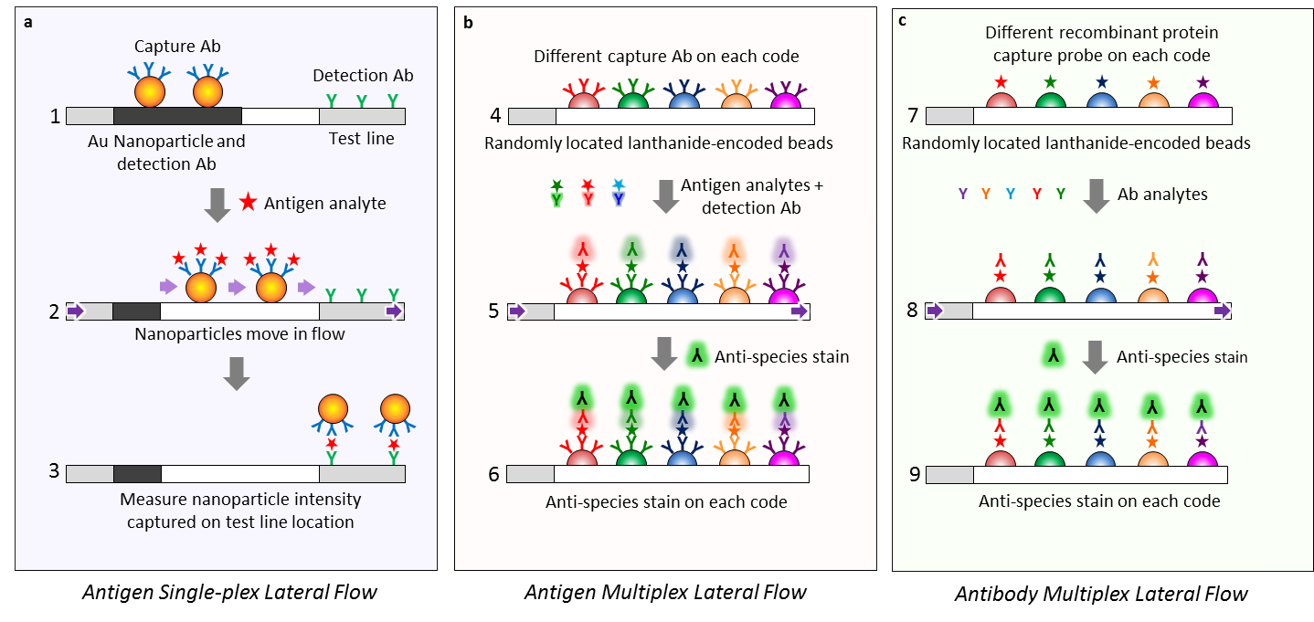 a
Capture Ab
Detection Ab
1
Au Nanoparticle and
detection Ab
Test line
Antigen analyte
2
Nanoparticles move in flow
3
Measure nanoparticle intensity
captured on test line location
Antigen Single-plex Lateral Flow
b
Different capture Ab on each code
4
Randomly located lanthanide-encoded beads
Antigen analytes +
detection Ab
5
Anti-species stain
6
Anti-species stain on each code
Antigen Multiplex Lateral Flow
c
Different recombinant protein
capture probe on each code
7
Randomly located lanthanide-encoded beads
Ab analytes
8
Anti-species stain
9
Anti-species stain on each code
Antibody Multiplex Lateral Flow